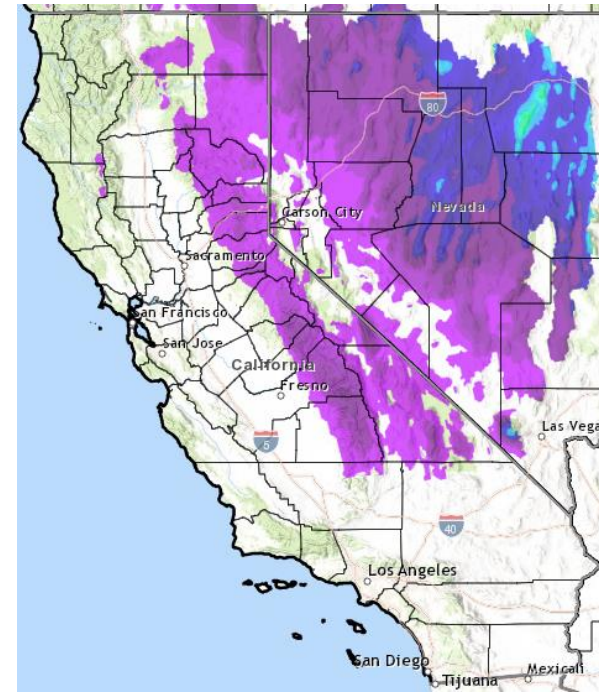 80
Nevada
Carson City
Sacramento
San Francisco
San Jose
California
Fresno
5
Las Vega
40
Los Angeles
San Diego
Tijuana
Mexicali